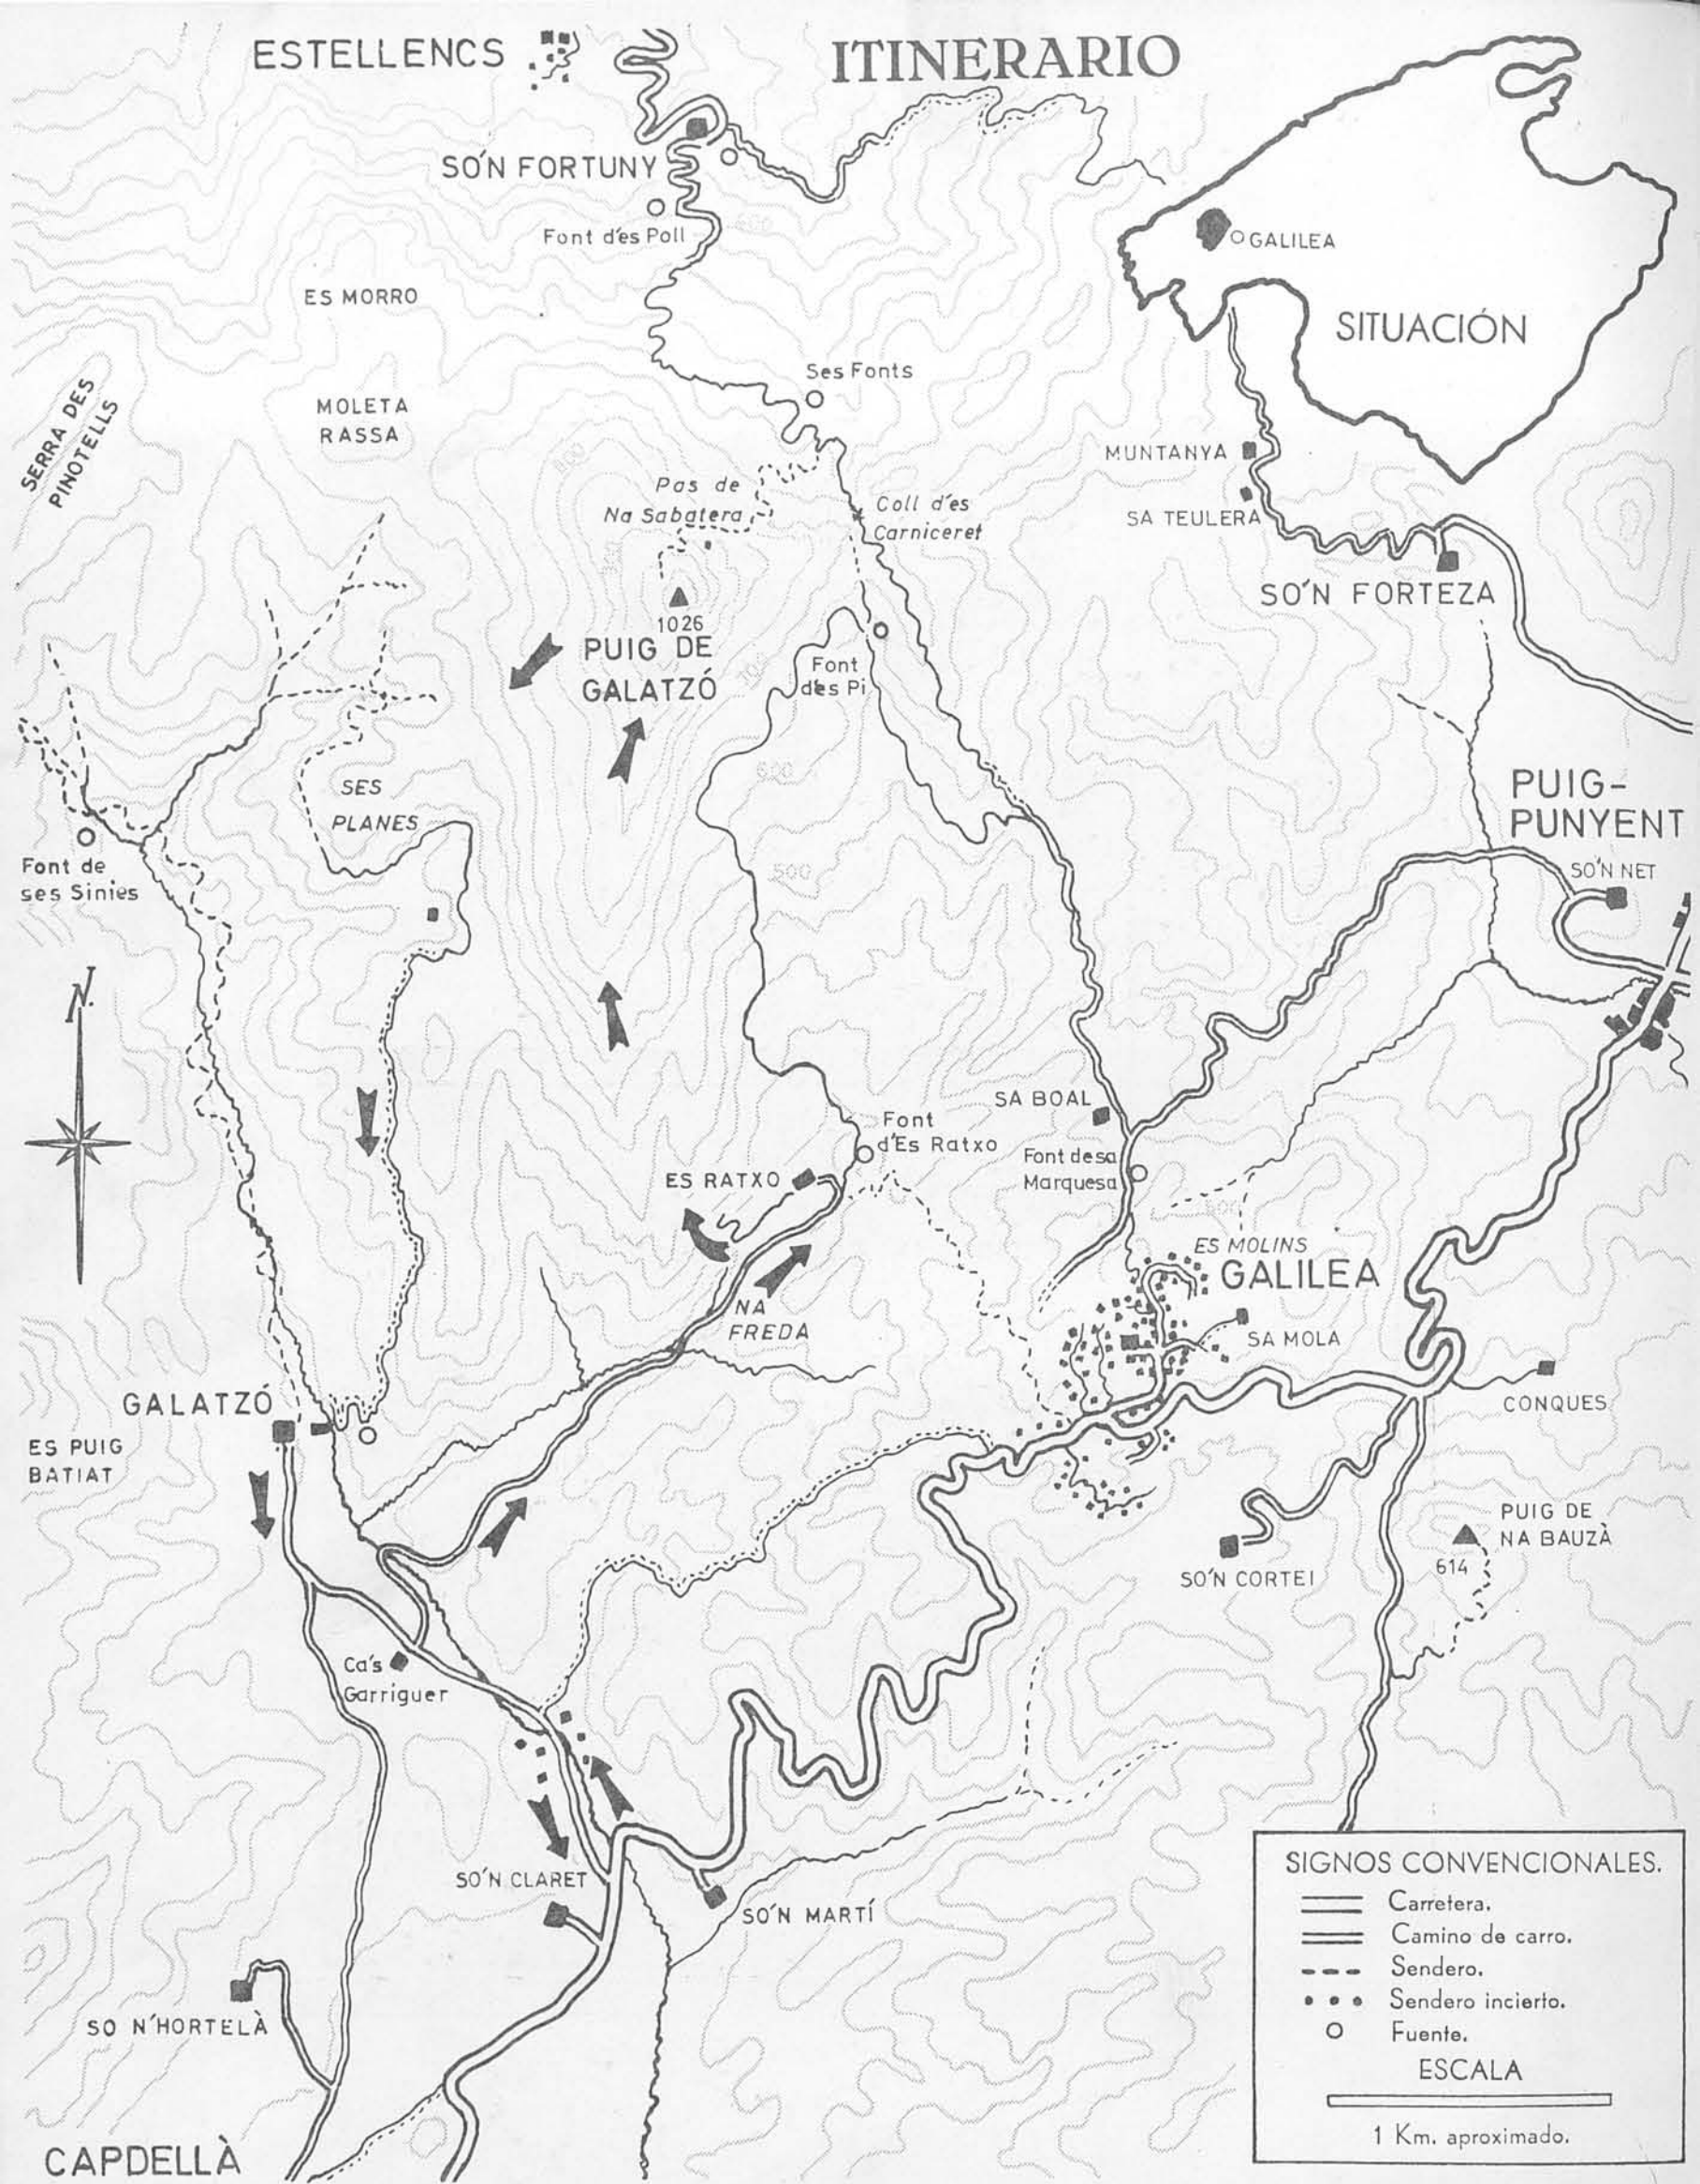 ESTELLENCS
ITINERARIO
SO'N FORTUNY
Font d'es Poll
GALILEA
SITUACIÓN
ES MORRO
Ses Fonts
SERRA DES
PINOTELLS
MOLETA
RASSA
MUNTANYA
SA TEULERA
SO'N FORTEZA
Pas de
Na Sabatera
Coll d'es
Carniceret
1026
PUIG DE
GALATZÓ
Font
d'es Pi
600
500
SES
PLANES
PUIG-
PUNYENT
SO'N NET
Font de
ses Sinies
N.
SA BOAL
Font
d'Es Ratxo
Font de sa
Marquesa
ES RATXO
ES MOLINS
GALILEA
NA
FREDA
SA MOLA
CONQUES
GALATZÓ
ES PUIG
BATIAT
PUIG DE
NA BAUZÀ
614
SO'N CORTEI
Ca's
Garriguer
SO'N CLARET
SO'N MARTÍ
SO N'HORTELÀ
CAPDELLÀ
SIGNOS CONVENCIONALES.
Carretera.
Camino de carro.
Sendero.
Sendero incierto.
Fuente.
ESCALA
1 Km. aproximado.